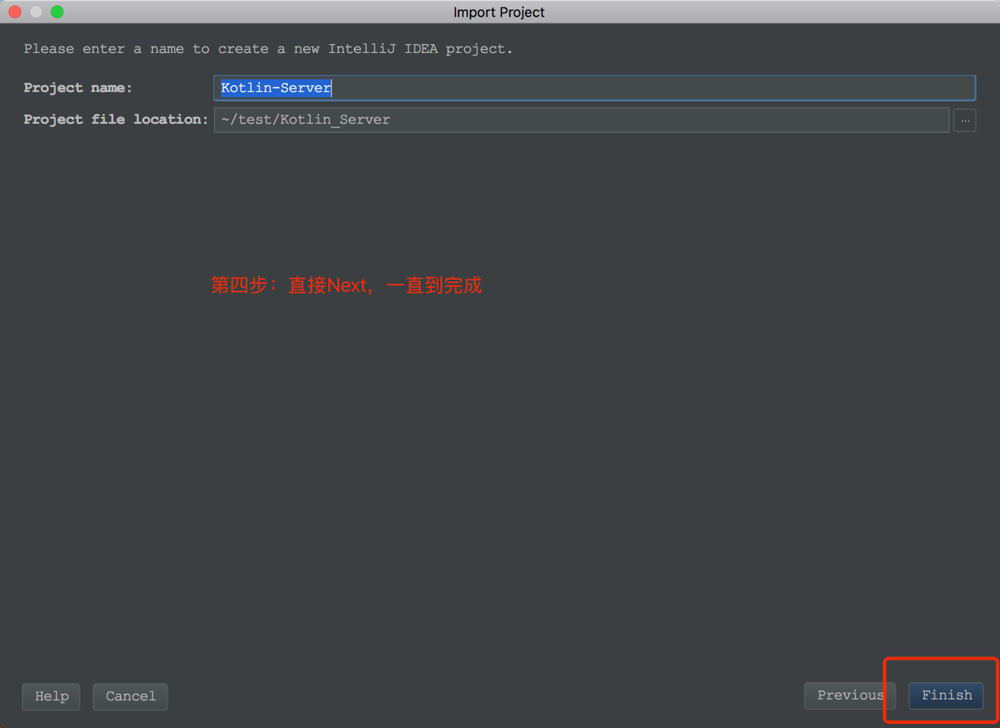 Import Project
Please enter a name to create a new IntelliJ IDEA project.
Project name: Kotlin-Server
Project file location: ~/test/Kotlin_Server ...
第四步：直接Next，一直到完成
Help Cancel Previous Finish